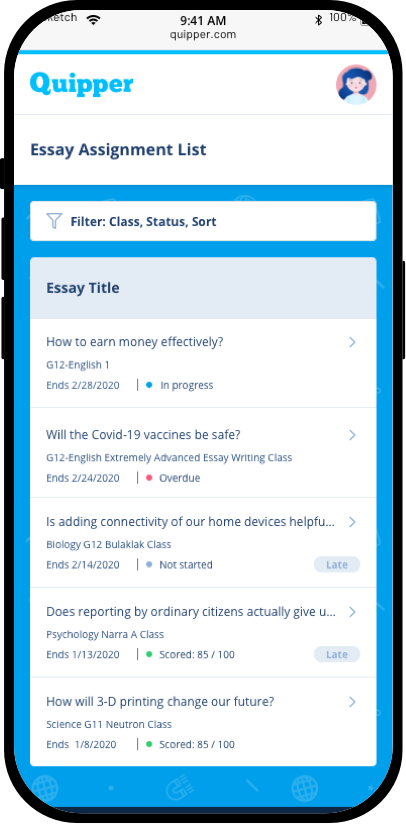 9:41 AM
100%
quipper.com
Quipper
Essay Assignment List
Filter: Class, Status, Sort
Essay Title
How to earn money effectively?
G12-English 1
Ends 2/28/2020 | In progress
Will the Covid-19 vaccines be safe?
G12-English Extremely Advanced Essay Writing Class
Ends 2/24/2020 | Overdue
Is adding connectivity of our home devices helpfu...
Biology G12 Bulaklak Class
Ends 2/14/2020 | Not started Late
Does reporting by ordinary citizens actually give u...
Psychology Narra A Class
Ends 1/13/2020 | Scored: 85 / 100 Late
How will 3-D printing change our future?
Science G11 Neutron Class
Ends 1/8/2020 | Scored: 85 / 100